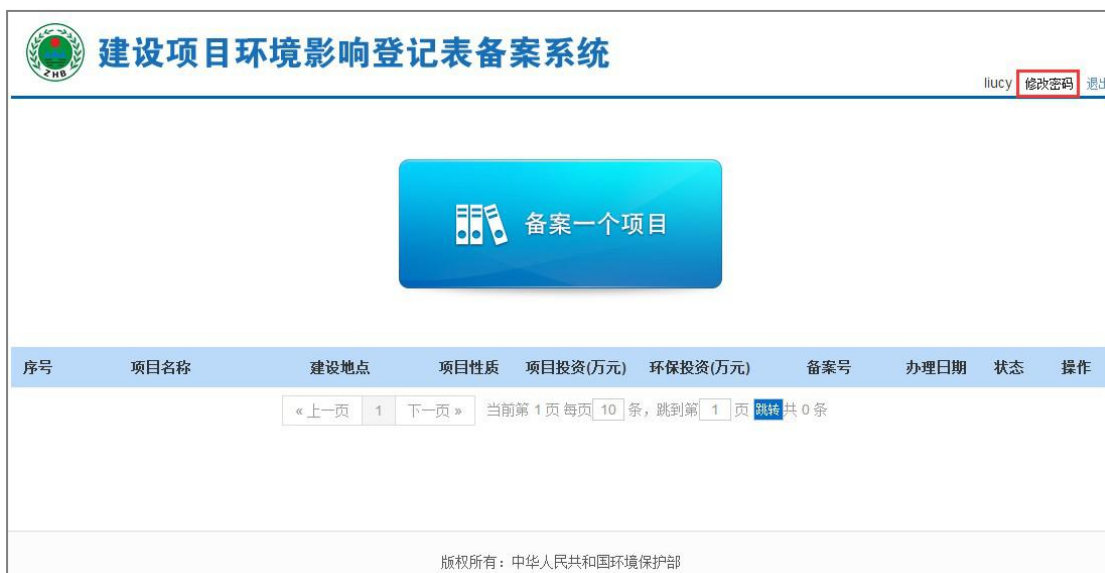 建设项目环境影响登记表备案系统
ZHB
liucy 修改密码 退出
备案一个项目
序号 项目名称 建设地点 项目性质 项目投资(万元) 环保投资(万元) 备案号 办理日期 状态 操作
« 上一页 1 下一页 » 当前第 1 页 每页 10 条，跳到第 1 页 跳转 共 0 条
版权所有：中华人民共和国环境保护部